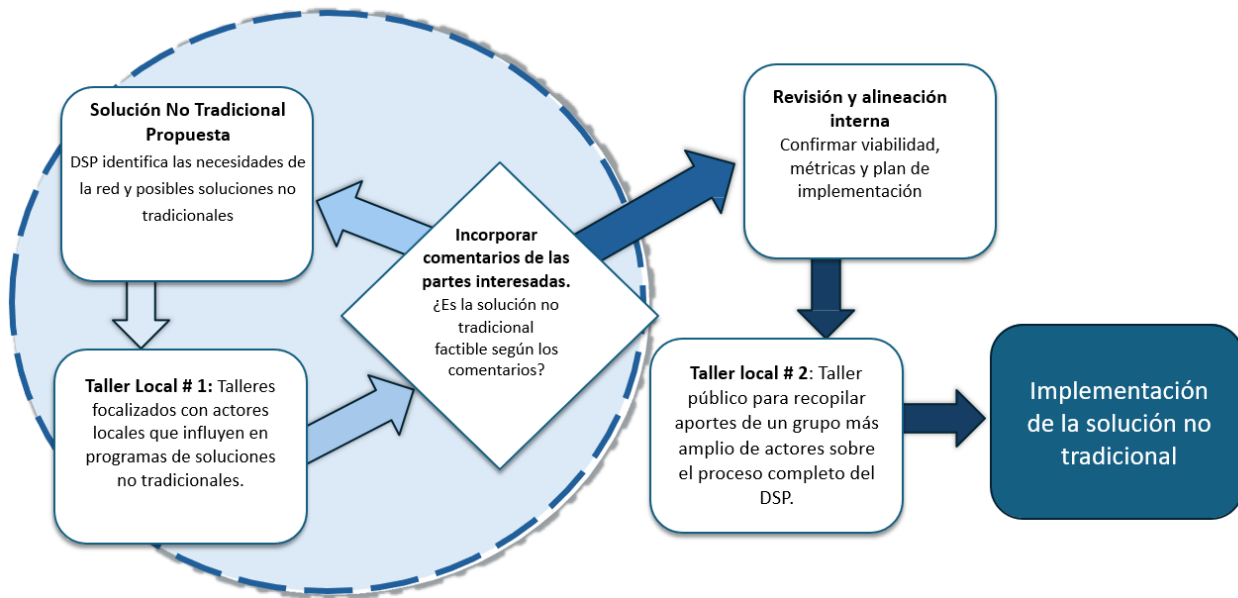 Solución No Tradicional
Propuesta
DSP identifica las necesidades de
la red y posibles soluciones no
tradicionales
Taller Local # 1: Talleres
focalizados con actores
locales que influyen en
programas de soluciones
no tradicionales.
Incorporar
comentarios de las
partes interesadas.
¿Es la solución no
tradicional
factible según los
comentarios?
Revisión y alineación
interna
Confirmar viabilidad,
métricas y plan de
implementación
Taller local # 2: Taller
público para recopilar
aportes de un grupo más
amplio de actores sobre
el proceso completo del
DSP.
Implementación
de la solución no
tradicional